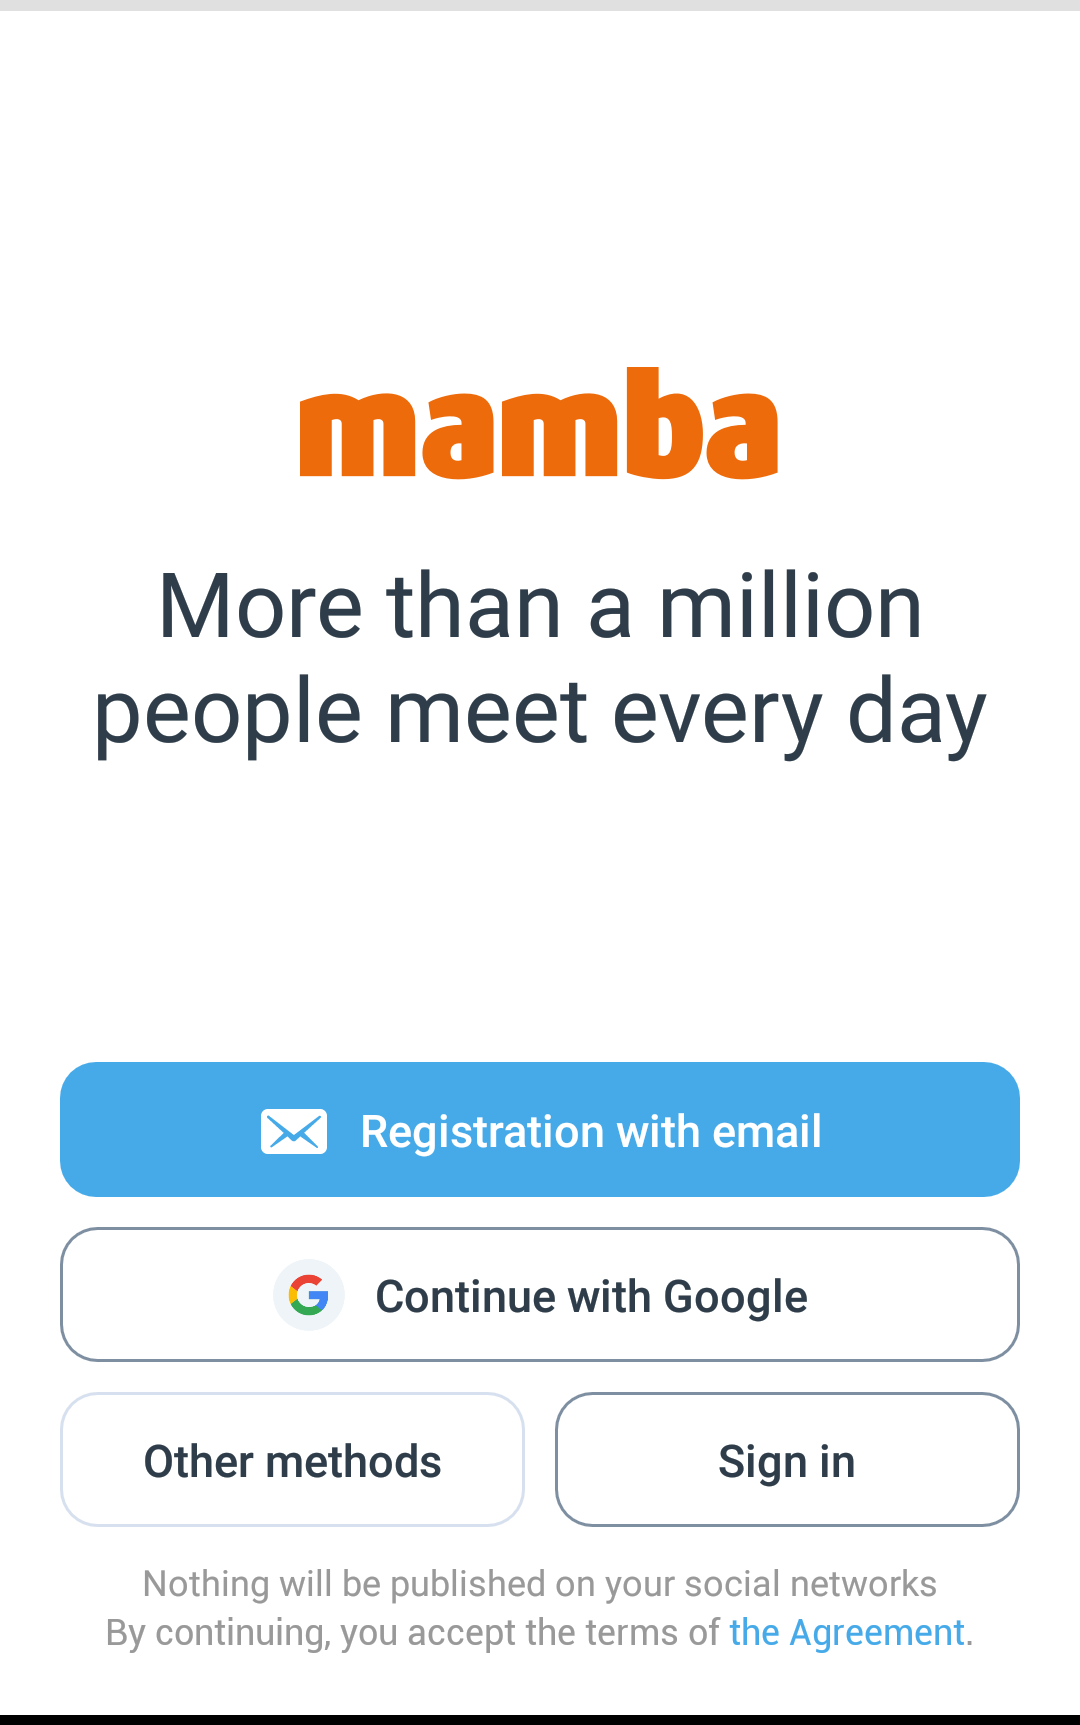 mamba
More than a million
people meet every day
Registration with email
Continue with Google
Other methods
Sign in
Nothing will be published on your social networks
By continuing, you accept the terms of the Agreement.